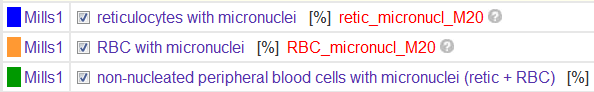 Mills1 reticulocytes with micronuclei [%] retic_micronucl_M20 ?
Mills1 RBC with micronuclei [%] RBC_micronucl_M20 ?
Mills1 non-nucleated peripheral blood cells with micronuclei (retic + RBC) [%]